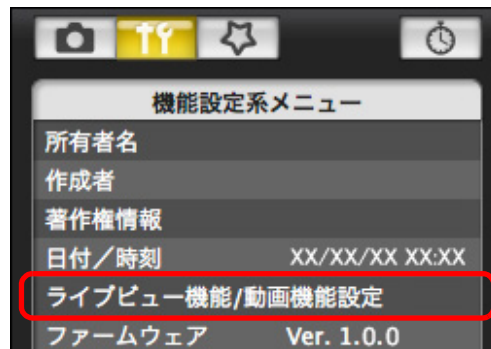 機能設定系メニュー
所有者名
作成者
著作権情報
日付／時刻 XX/XX/XX XX:XX
ライブビュー機能/動画機能設定
ファームウェア Ver. 1.0.0